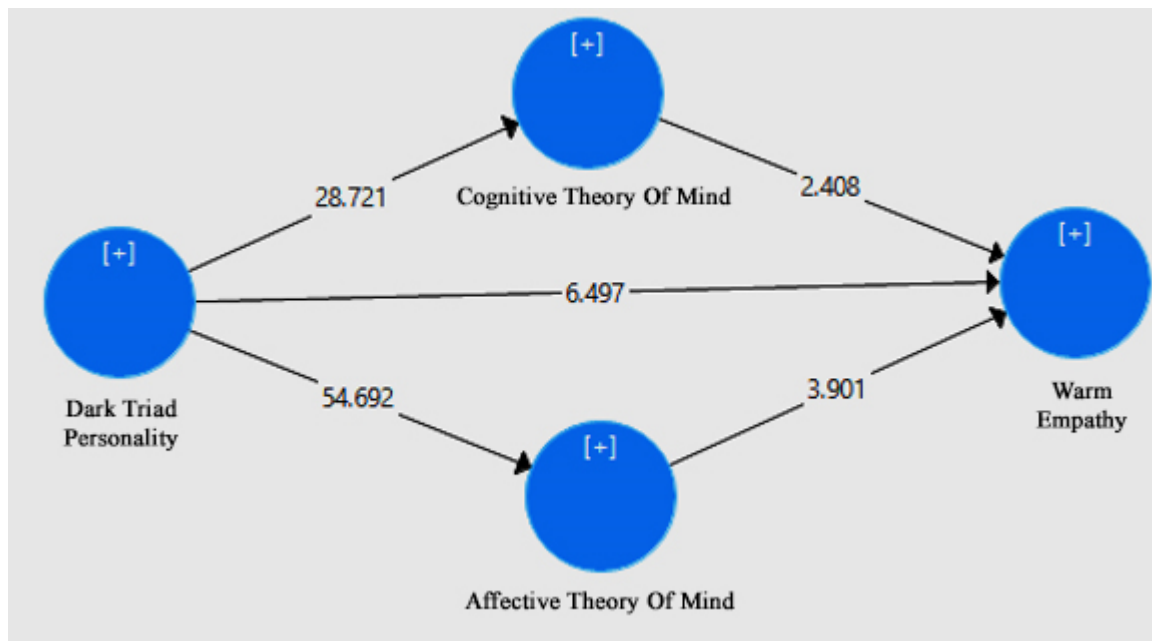 [+]
Cognitive Theory Of Mind
28.721
2.408
[+]
Dark Triad
Personality
6.497
[+]
Warm
Empathy
54.692
3.901
[+]
Affective Theory Of Mind